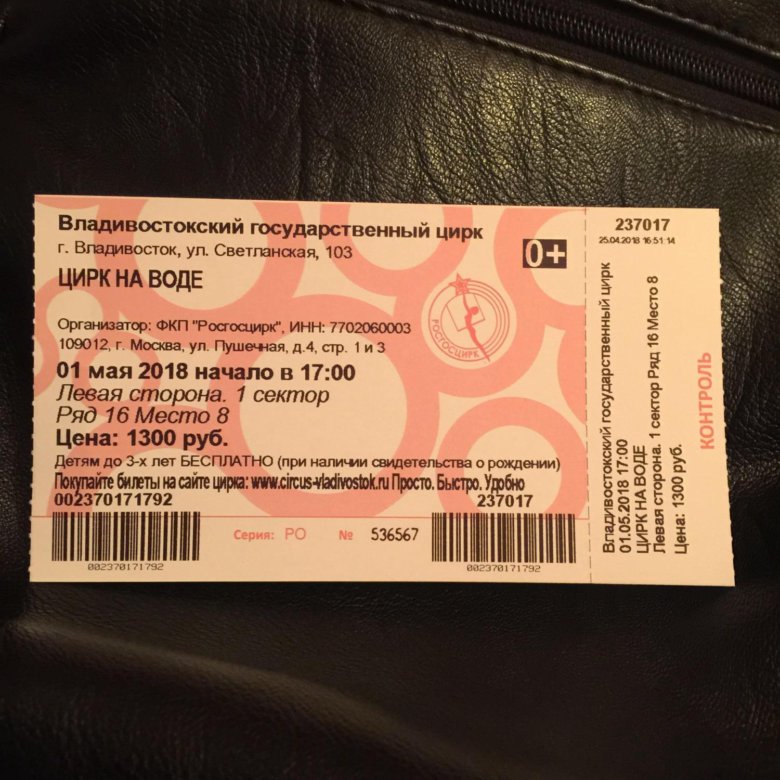 Владивостокский государственный цирк
г. Владивосток, ул. Светланская, 103
0+
ЦИРК НА ВОДЕ
РОСГОСЦИРК
Организатор: ФКП "Росгосцирк", ИНН: 7702060003
109012, г. Москва, ул. Пушечная, д.4, стр. 1 и 3
01 мая 2018 начало в 17:00
Левая сторона. 1 сектор
Ряд 16 Место 8
Цена: 1300 руб.
Детям до 3-х лет БЕСПЛАТНО (при наличии свидетельства о рождении)
Покупайте билеты на сайте цирка: www.circus-vladivostok.ru Просто. Быстро. Удобно
002370171792 237017
Серия: РО № 536567
002370171792 002370171792
237017
25.04.2018 16:51:14
Владивостокский государственный цирк
01.05.2018 17:00
ЦИРК НА ВОДЕ
Левая сторона. 1 сектор Ряд 16 Место 8
Цена: 1300 руб.
КОНТРОЛЬ